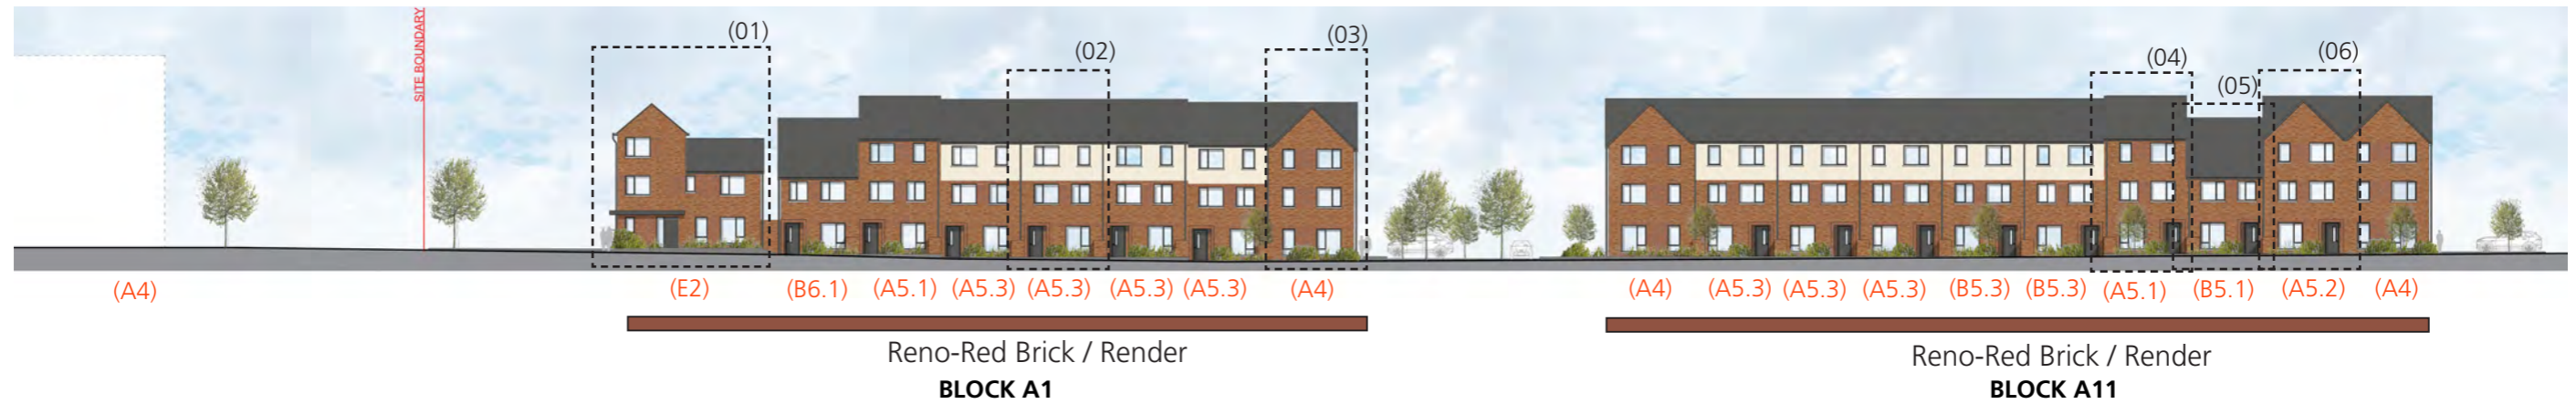 SITE BOUNDARY
(01)
(02)
(03)
(04)
(05)
(06)
(A4)
(E2)
(B6.1)
(A5.1)
(A5.3)
(A5.3)
(A5.3)
(A5.3)
(A4)
(A4)
(A5.3)
(A5.3)
(A5.3)
(B5.3)
(B5.3)
(A5.1)
(B5.1)
(A5.2)
(A4)
Reno-Red Brick / Render
BLOCK A1
Reno-Red Brick / Render
BLOCK A11